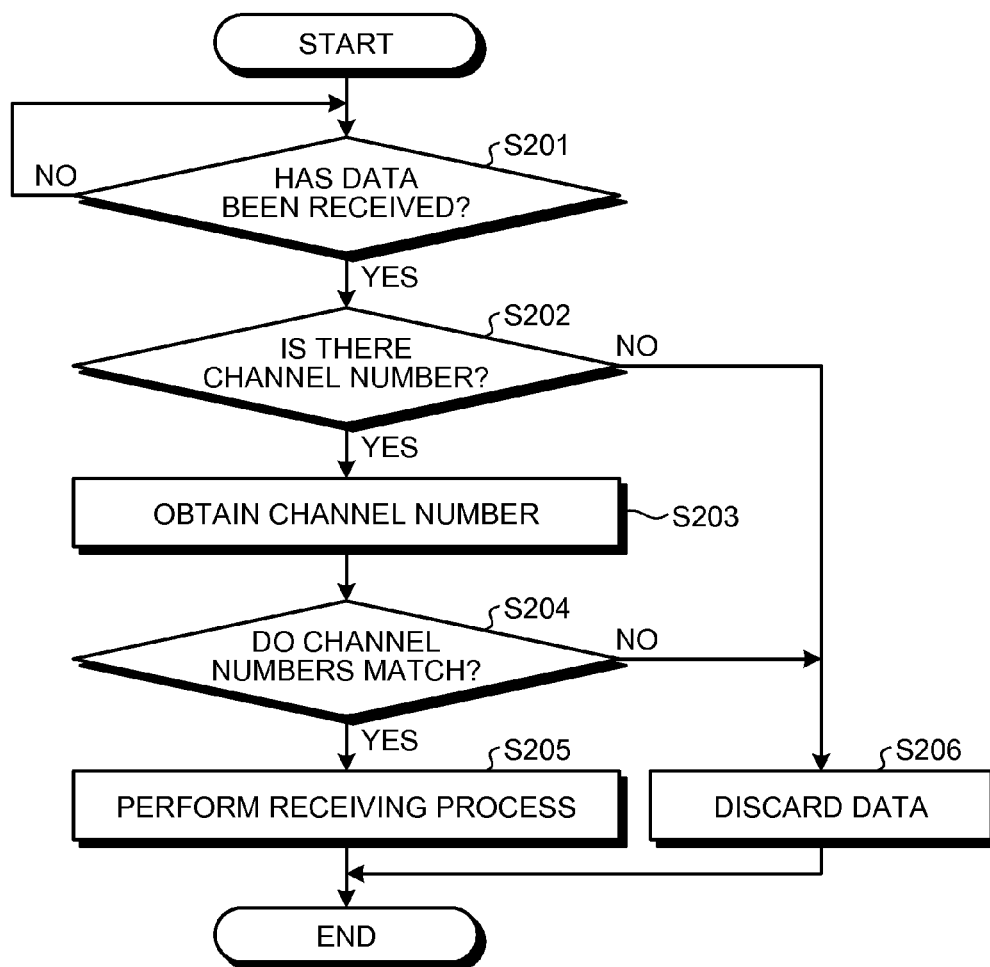 START
S201
NO
HAS DATA
BEEN RECEIVED?
YES
S202
IS THERE
CHANNEL NUMBER?
NO
YES
OBTAIN CHANNEL NUMBER
S203
S204
DO CHANNEL
NUMBERS MATCH?
NO
YES
S205
PERFORM RECEIVING PROCESS
S206
DISCARD DATA
END